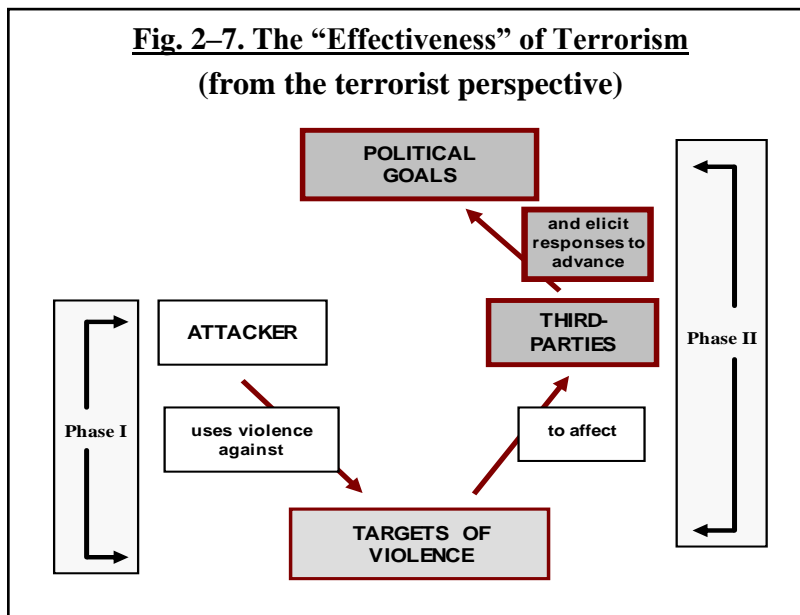 Fig. 2–7. The “Effectiveness” of Terrorism
(from the terrorist perspective)
POLITICAL
GOALS
and elicit
responses to
advance
ATTACKER
THIRD-
PARTIES
Phase II
Phase I
uses violence
against
to affect
TARGETS OF
VIOLENCE